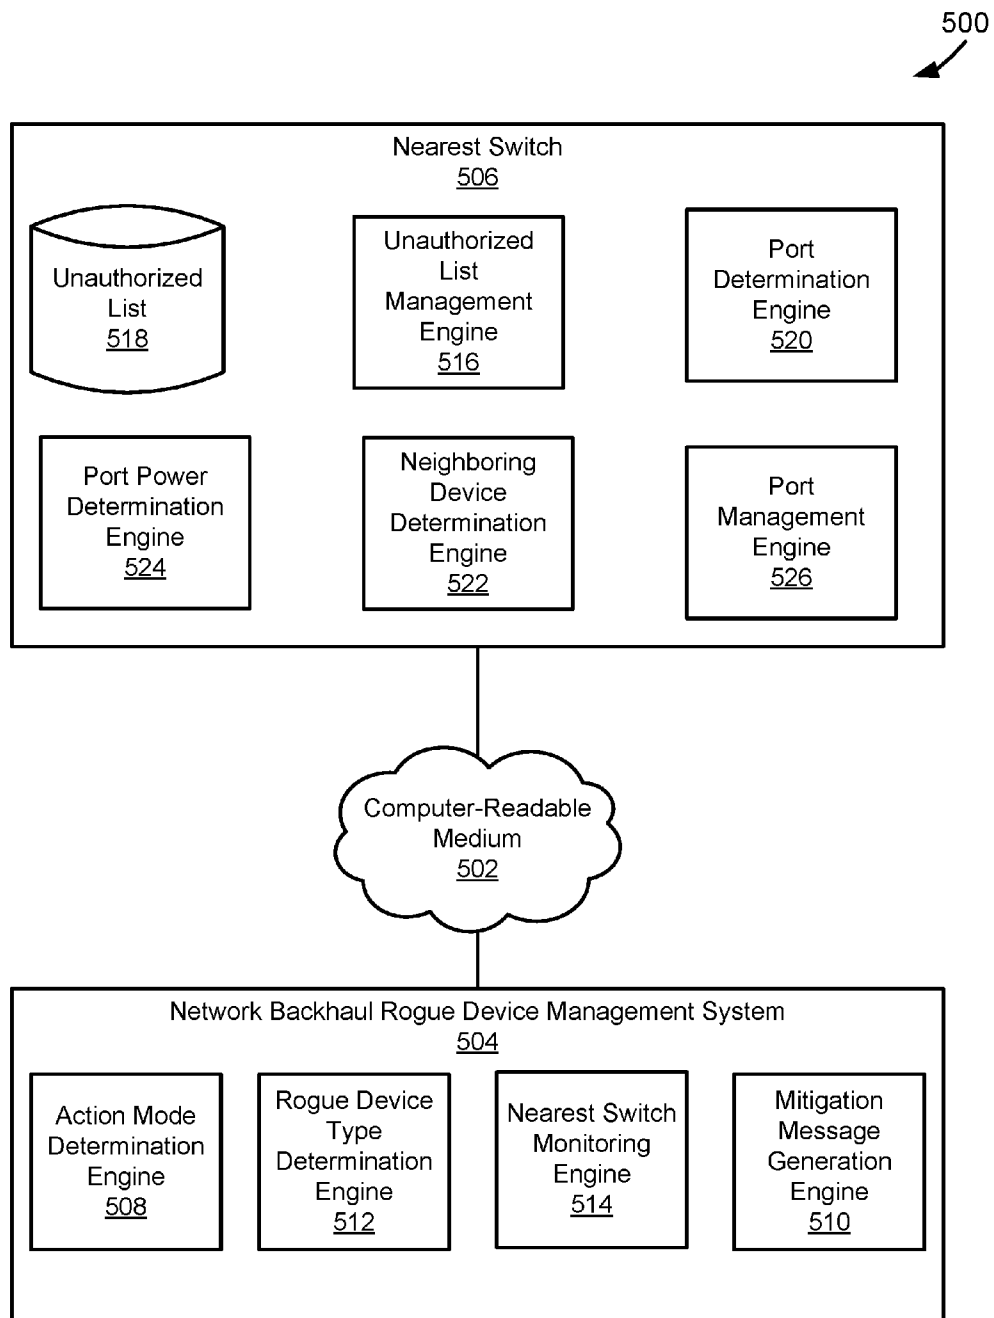 500
Nearest Switch
506
Unauthorized
List
518
Unauthorized
List
Management
Engine
516
Port
Determination
Engine
520
Port Power
Determination
Engine
524
Neighboring
Device
Determination
Engine
522
Port
Management
Engine
526
Computer-Readable
Medium
502
Network Backhaul Rogue Device Management System
504
Action Mode
Determination
Engine
508
Rogue Device
Type
Determination
Engine
512
Nearest Switch
Monitoring
Engine
514
Mitigation
Message
Generation
Engine
510